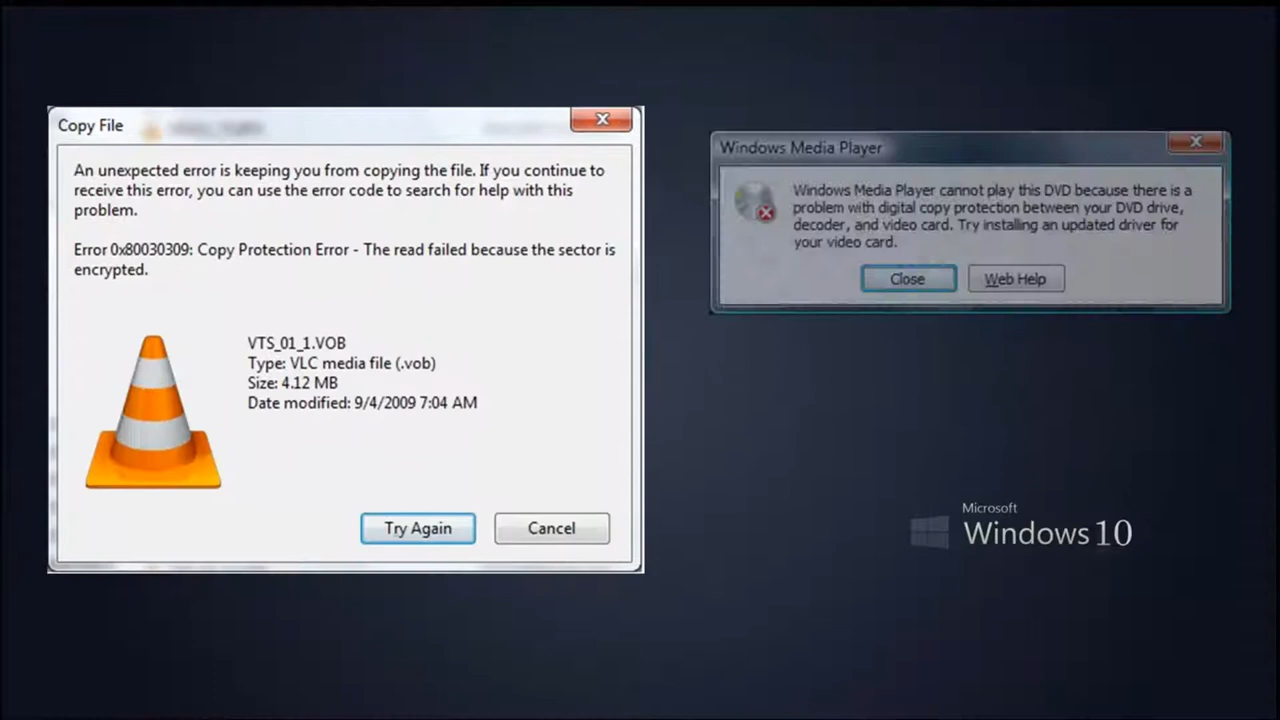 Copy File
An unexpected error is keeping you from copying the file. If you continue to
receive this error, you can use the error code to search for help with this
problem.
Error 0x80030309: Copy Protection Error - The read failed because the sector is
encrypted.
VTS_01_1.VOB
Type: VLC media file (.vob)
Size: 4.12 MB
Date modified: 9/4/2009 7:04 AM
Try Again
Cancel
Windows Media Player
Windows Media Player cannot play this DVD because there is a
problem with digital copy protection between your DVD drive,
decoder, and video card. Try installing an updated driver for
your video card.
Close
Web Help
Microsoft
Windows 10